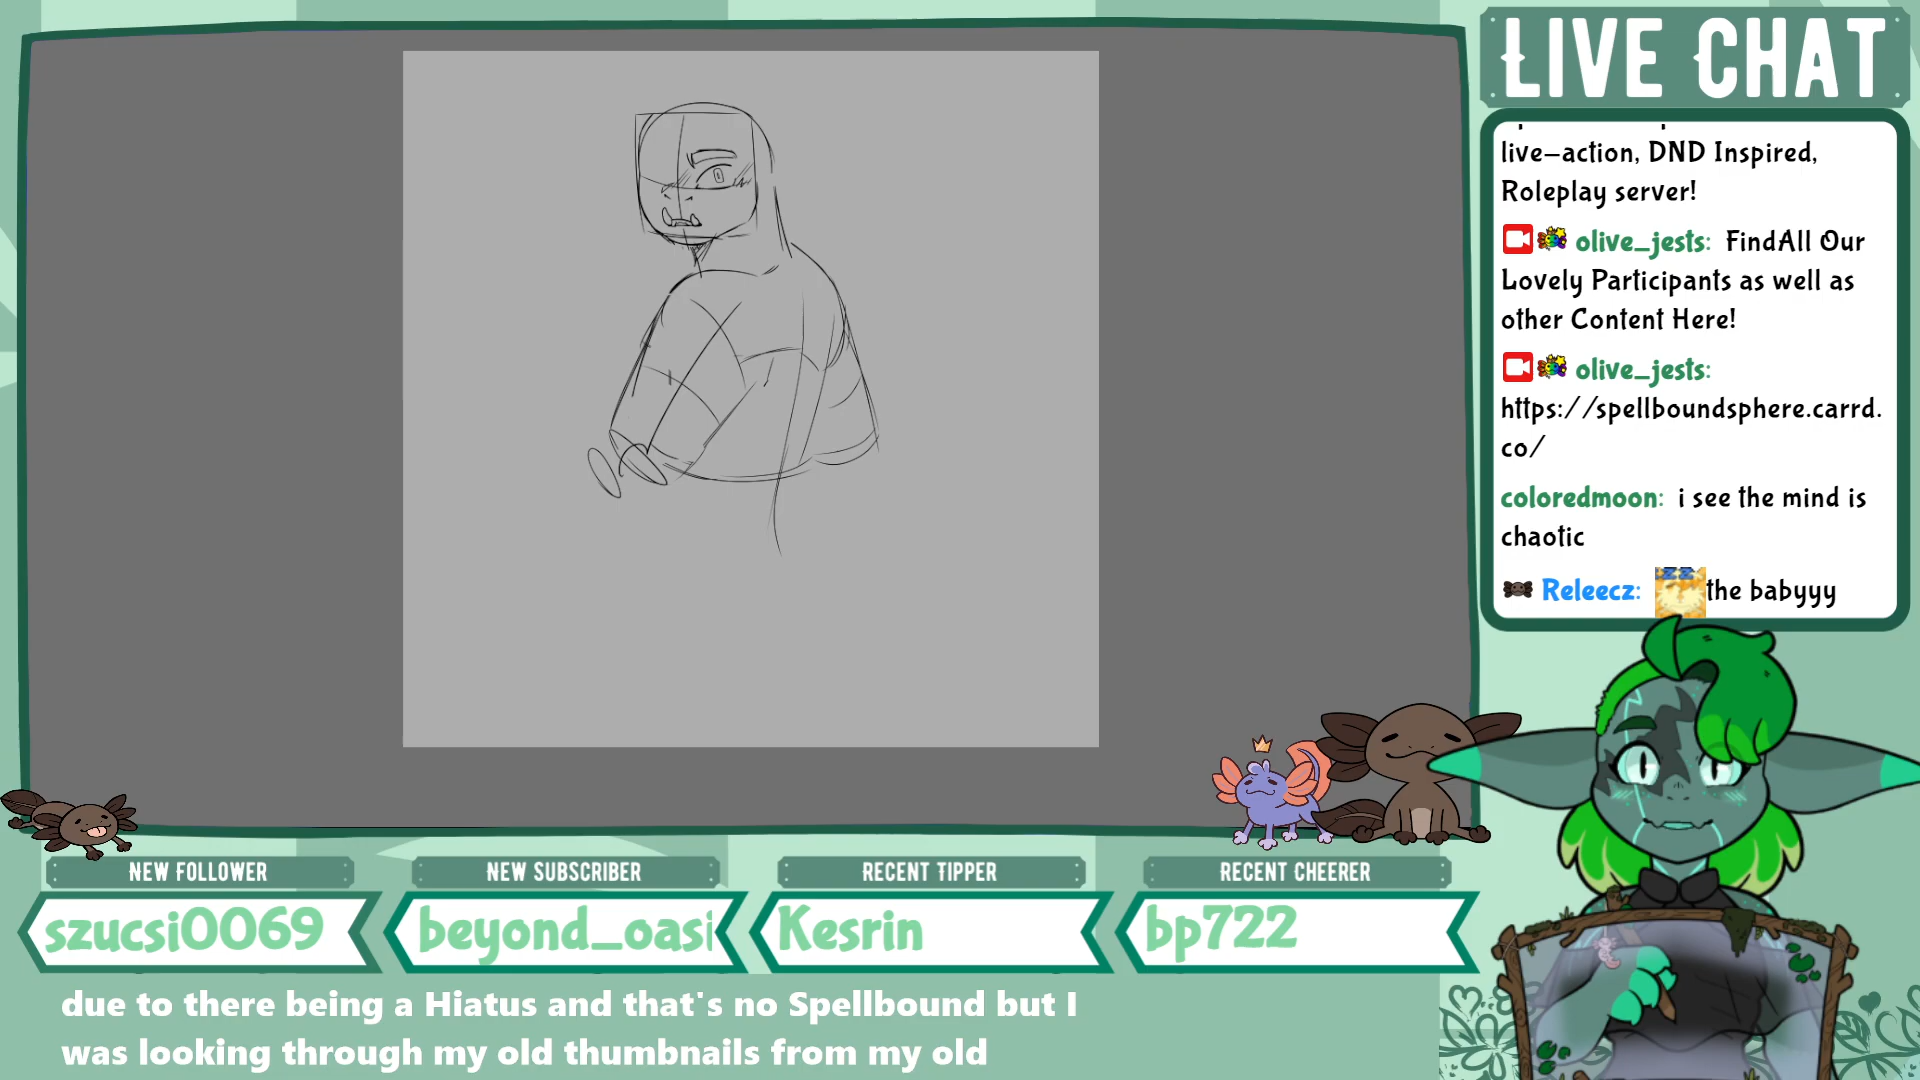 LIVE CHAT
live-action, DND Inspired,
Roleplay server!
olive_jests: FindAll Our
Lovely Participants as well as
other Content Here!
olive_jests:
https://spellboundsphere.carrd.
co/
coloredmoon: i see the mind is
chaotic
Releecz: the babyyy
NEW FOLLOWER
szucsi0069
NEW SUBSCRIBER
beyond_oasi
RECENT TIPPER
Kesrin
RECENT CHEERER
bp722
due to there being a Hiatus and that's no Spellbound but I
was looking through my old thumbnails from my old